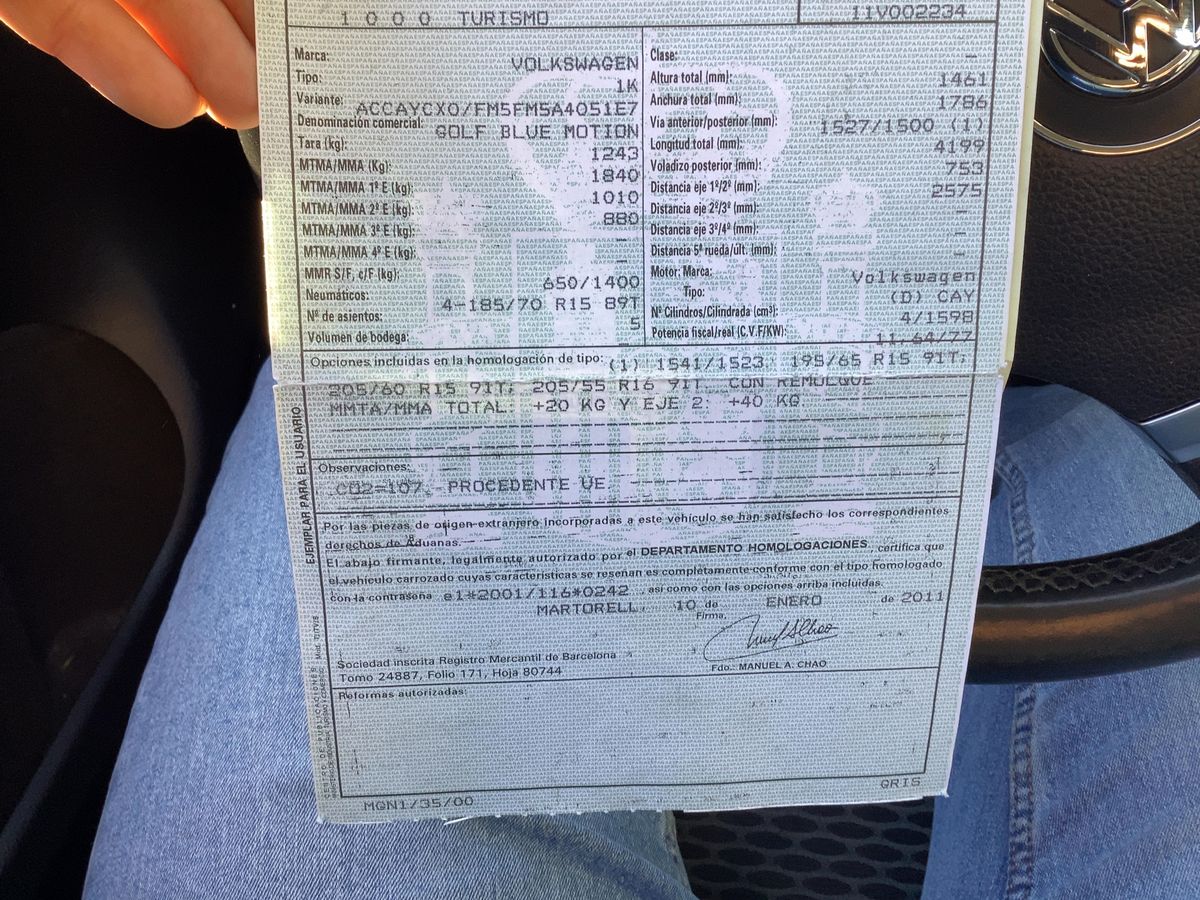 1000 TURISMO
11V002234
Marca: VOLKSWAGEN
Tipo: 1K
Variante: ACCAYCX0/FM5FM5A4051E7
Denominación comercial: GOLF BLUE MOTION
Tara (kg): 1243
MTMA/MMA (Kg): 1840
MTMA/MMA 1º E (kg): 1010
MTMA/MMA 2º E (kg): 880
MTMA/MMA 3º E (kg): —
MTMA/MMA 4º E (kg): —
MMR S/F, c/F (kg): 650/1400
Neumáticos: 4-185/70 R15 89T
Nº de asientos: 5
Volumen de bodega:
Clase: —
Altura total (mm): 1461
Anchura total (mm): 1786
Via anterior/posterior (mm): 1527/1500 (1)
Longitud total (mm): 4199
Voladizo posterior (mm): 753
Distancia eje 1º/2º (mm): 2575
Distancia eje 2º/3º (mm): —
Distancia eje 3º/4º (mm): —
Distancia 5ª rueda/últ. (mm): —
Motor: Marca: Volkswagen
Tipo: (D) CAY
Nº Cilindros/Cilindrada (cm³): 4/1598
Potencia fiscal/real (C.V.F/KW): 11.64/77
Opciones incluidas en la homologación de tipo: (1) 1541/1523. 195/65 R15 91T;
205/60 R15 91T; 205/55 R16 91T. CON REMOLQUE
MMTA/MMA TOTAL: +20 KG Y EJE 2: +40 KG
Observaciones:
CO2=107.-PROCEDENTE UE
Por las piezas de origen extranjero incorporadas a este vehículo se han satisfecho los correspondientes
derechos de Aduanas.
El abajo firmante, legalmente autorizado por el DEPARTAMENTO HOMOLOGACIONES, certifica que
el vehículo carrozado cuyas características se reseñan es completamente conforme con el tipo homologado
con la contraseña e1*2001/116*0242 , así como con las opciones arriba incluidas.
MARTORELL, 10 de ENERO de 2011
Firma,
Fdo.: MANUEL A. CHAO
Sociedad inscrita Registro Mercantil de Barcelona
Tomo 24887, Folio 171, Hoja 80744
Reformas autorizadas:
GRIS
MGN1/35/00
EJEMPLAR PARA EL USUARIO